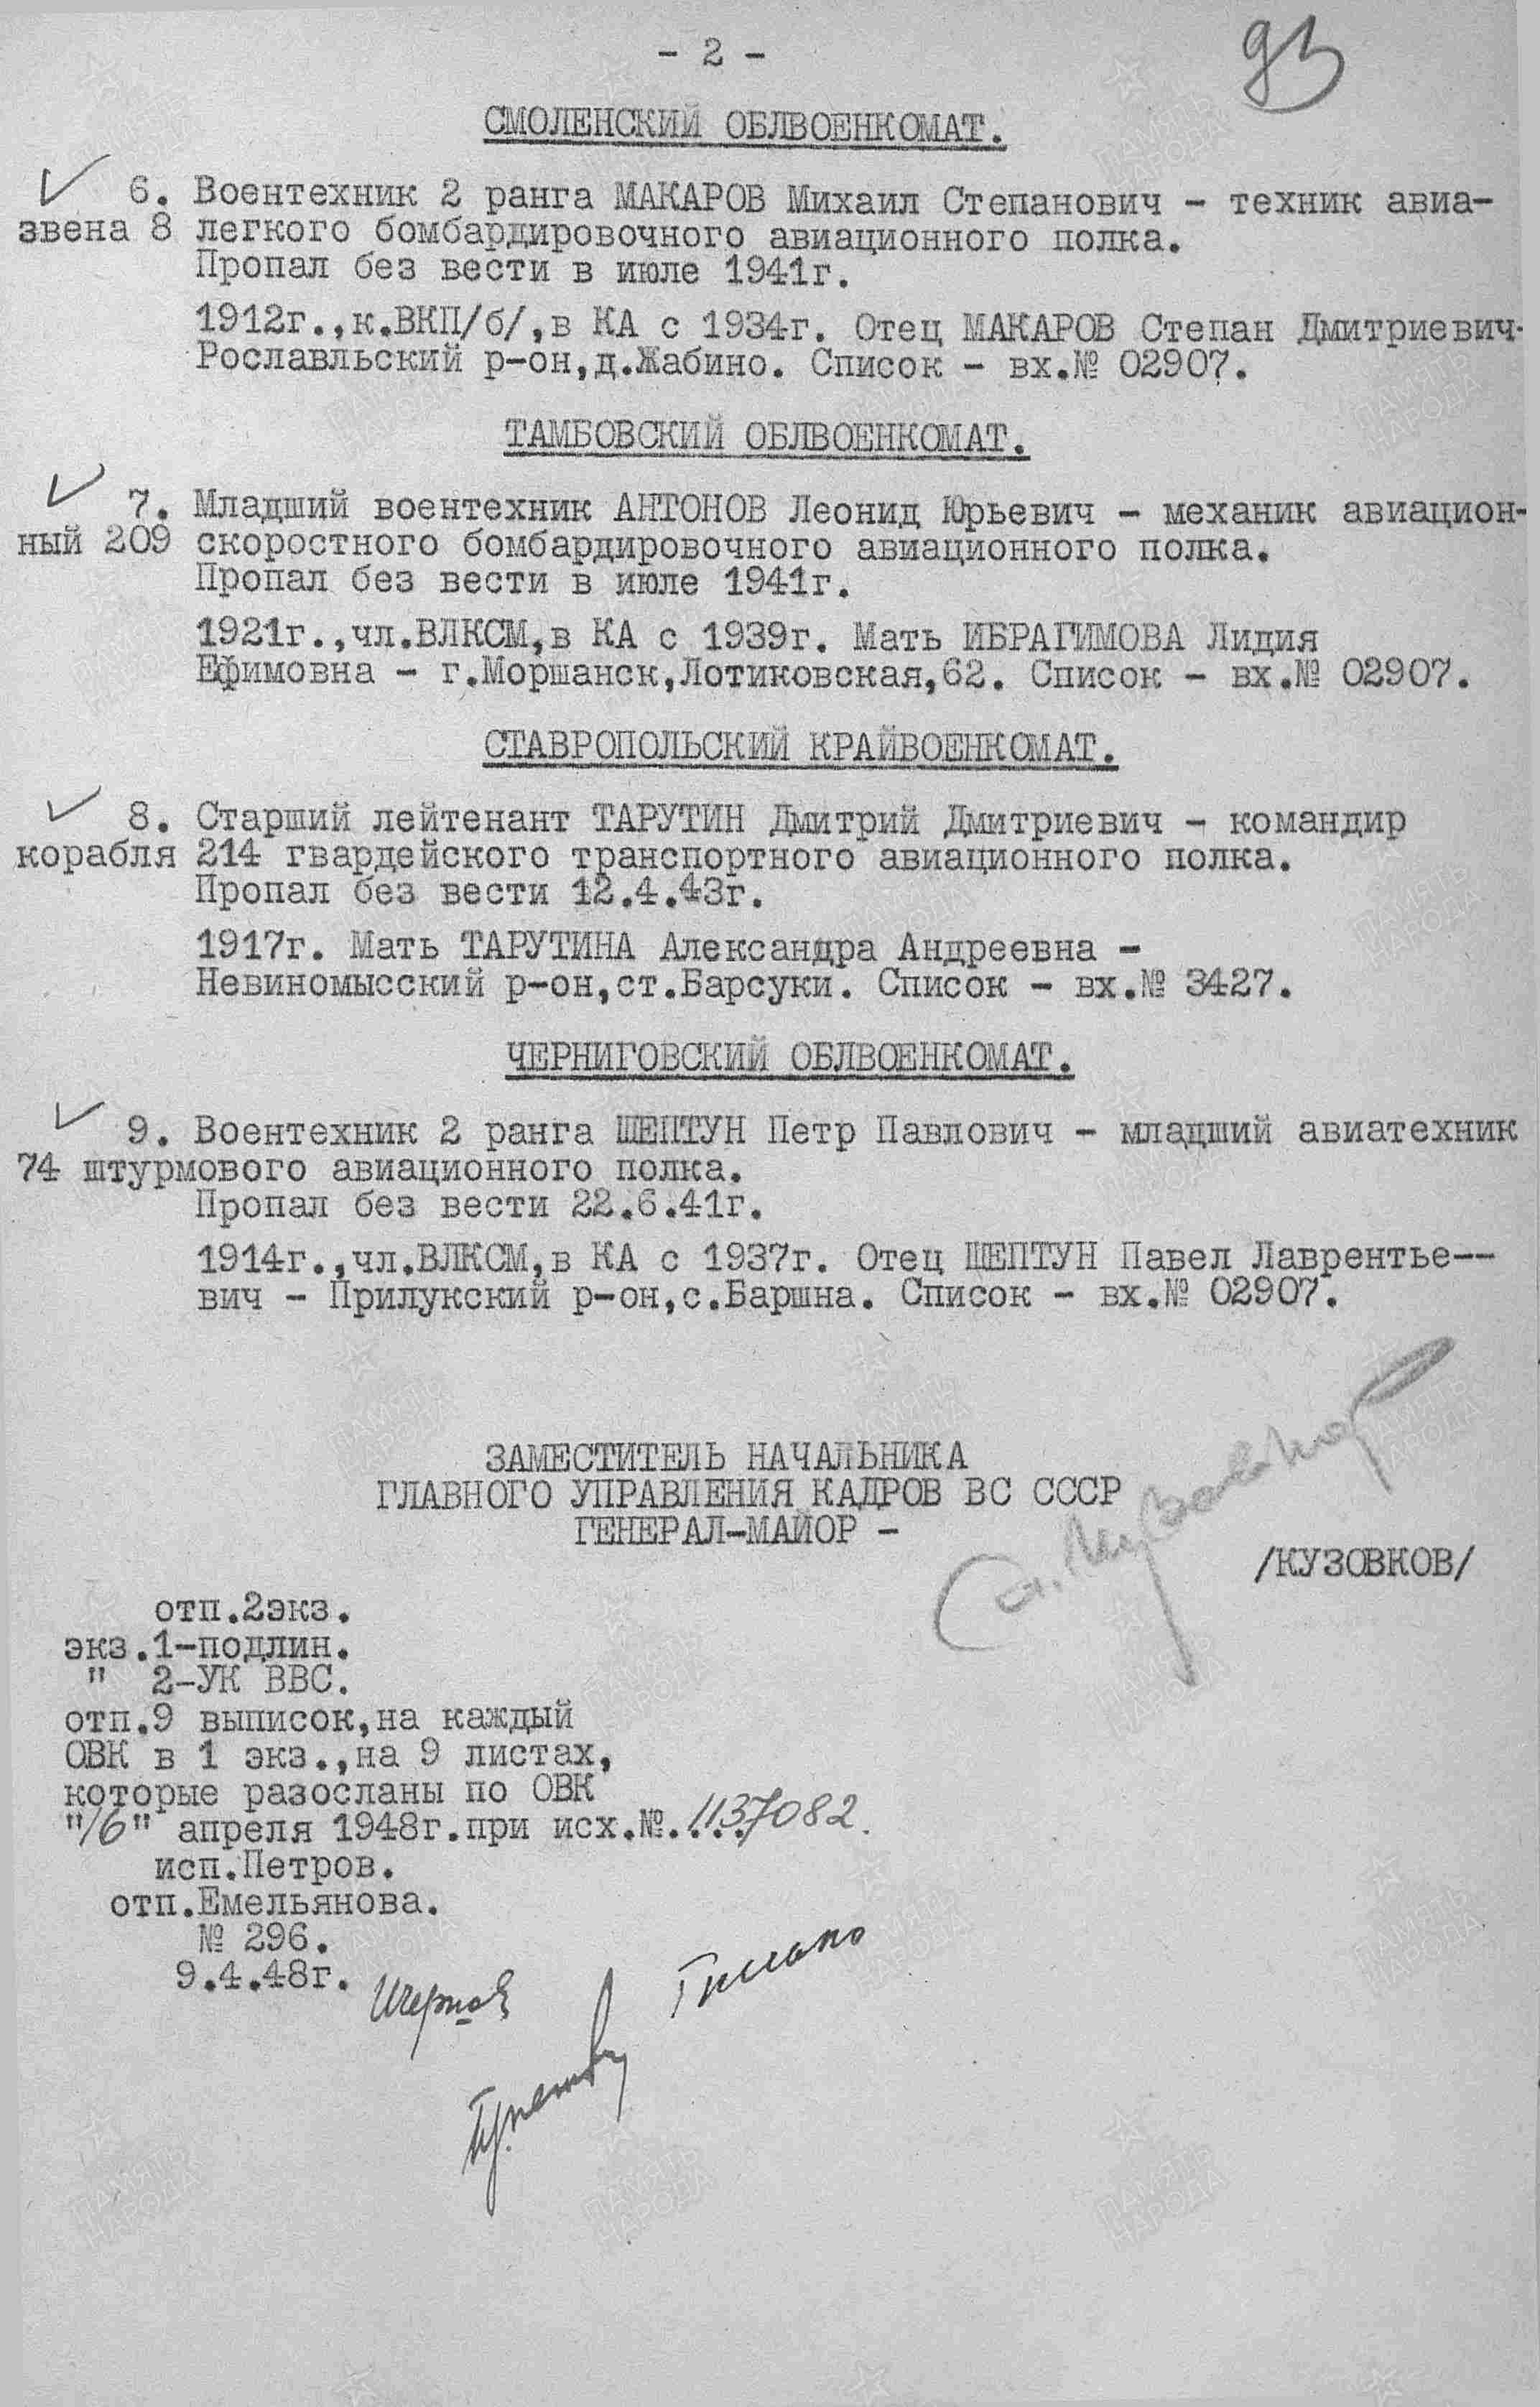 - 2 -
93
СМОЛЕНСКИЙ ОБЛВОЕНКОМАТ.
6. Воентехник 2 ранга МАКАРОВ Михаил Степанович - техник авиа-
звена 8 легкого бомбардировочного авиационного полка.
Пропал без вести в июле 1941г.
1912г.,к.ВКП/б/,в КА с 1934г. Отец МАКАРОВ Степан Дмитриевич-
Рославльский р-он,д.Жабино. Список - вх.№ 02907.
ТАМБОВСКИЙ ОБЛВОЕНКОМАТ.
7. Младший воентехник АНТОНОВ Леонид Юрьевич - механик авиацион-
ный 209 скоростного бомбардировочного авиационного полка.
Пропал без вести в июле 1941г.
1921г.,чл.ВЛКСМ,в КА с 1939г. Мать ИБРАГИМОВА Лидия
Ефимовна - г.Моршанск,Лотиковская,62. Список - вх.№ 02907.
СТАВРОПОЛЬСКИЙ КРАЙВОЕНКОМАТ.
8. Старший лейтенант ТАРУТИН Дмитрий Дмитриевич - командир
корабля 214 гвардейского транспортного авиационного полка.
Пропал без вести 12.4.43г.
1917г. Мать ТАРУТИНА Александра Андреевна -
Невиномысский р-он,ст.Барсуки. Список - вх.№ 3427.
ЧЕРНИГОВСКИЙ ОБЛВОЕНКОМАТ.
9. Воентехник 2 ранга ШЕПТУН Петр Павлович - младший авиатехник
74 штурмового авиационного полка.
Пропал без вести 22.6.41г.
1914г.,чл.ВЛКСМ,в КА с 1937г. Отец ШЕПТУН Павел Лаврентье--
вич - Прилукский р-он,с.Баршна. Список - вх.№ 02907.
ЗАМЕСТИТЕЛЬ НАЧАЛЬНИКА
ГЛАВНОГО УПРАВЛЕНИЯ КАДРОВ ВС СССР
ГЕНЕРАЛ-МАЙОР -
/КУЗОВКОВ/
отп.2экз.
экз.1-подлин.
" 2-УК ВВС.
отп.9 выписок,на каждый
ОВК в 1 экз.,на 9 листах,
которые разосланы по ОВК
"16" апреля 1948г.при исх.№....1137082.
исп.Петров.
отп.Емельянова.
№ 296.
9.4.48г.